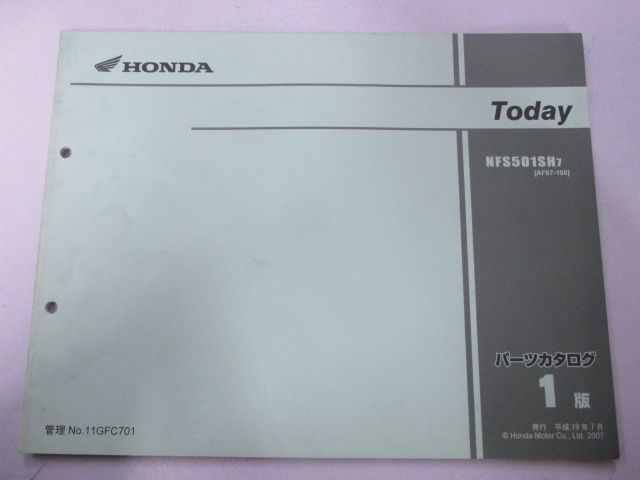 HONDA
Today
NFS501SH7
[AF67-100]
パーツカタログ
1版
管理 No.11GFC701
発行 平成19年7月
© Honda Motor Co., Ltd. 2007